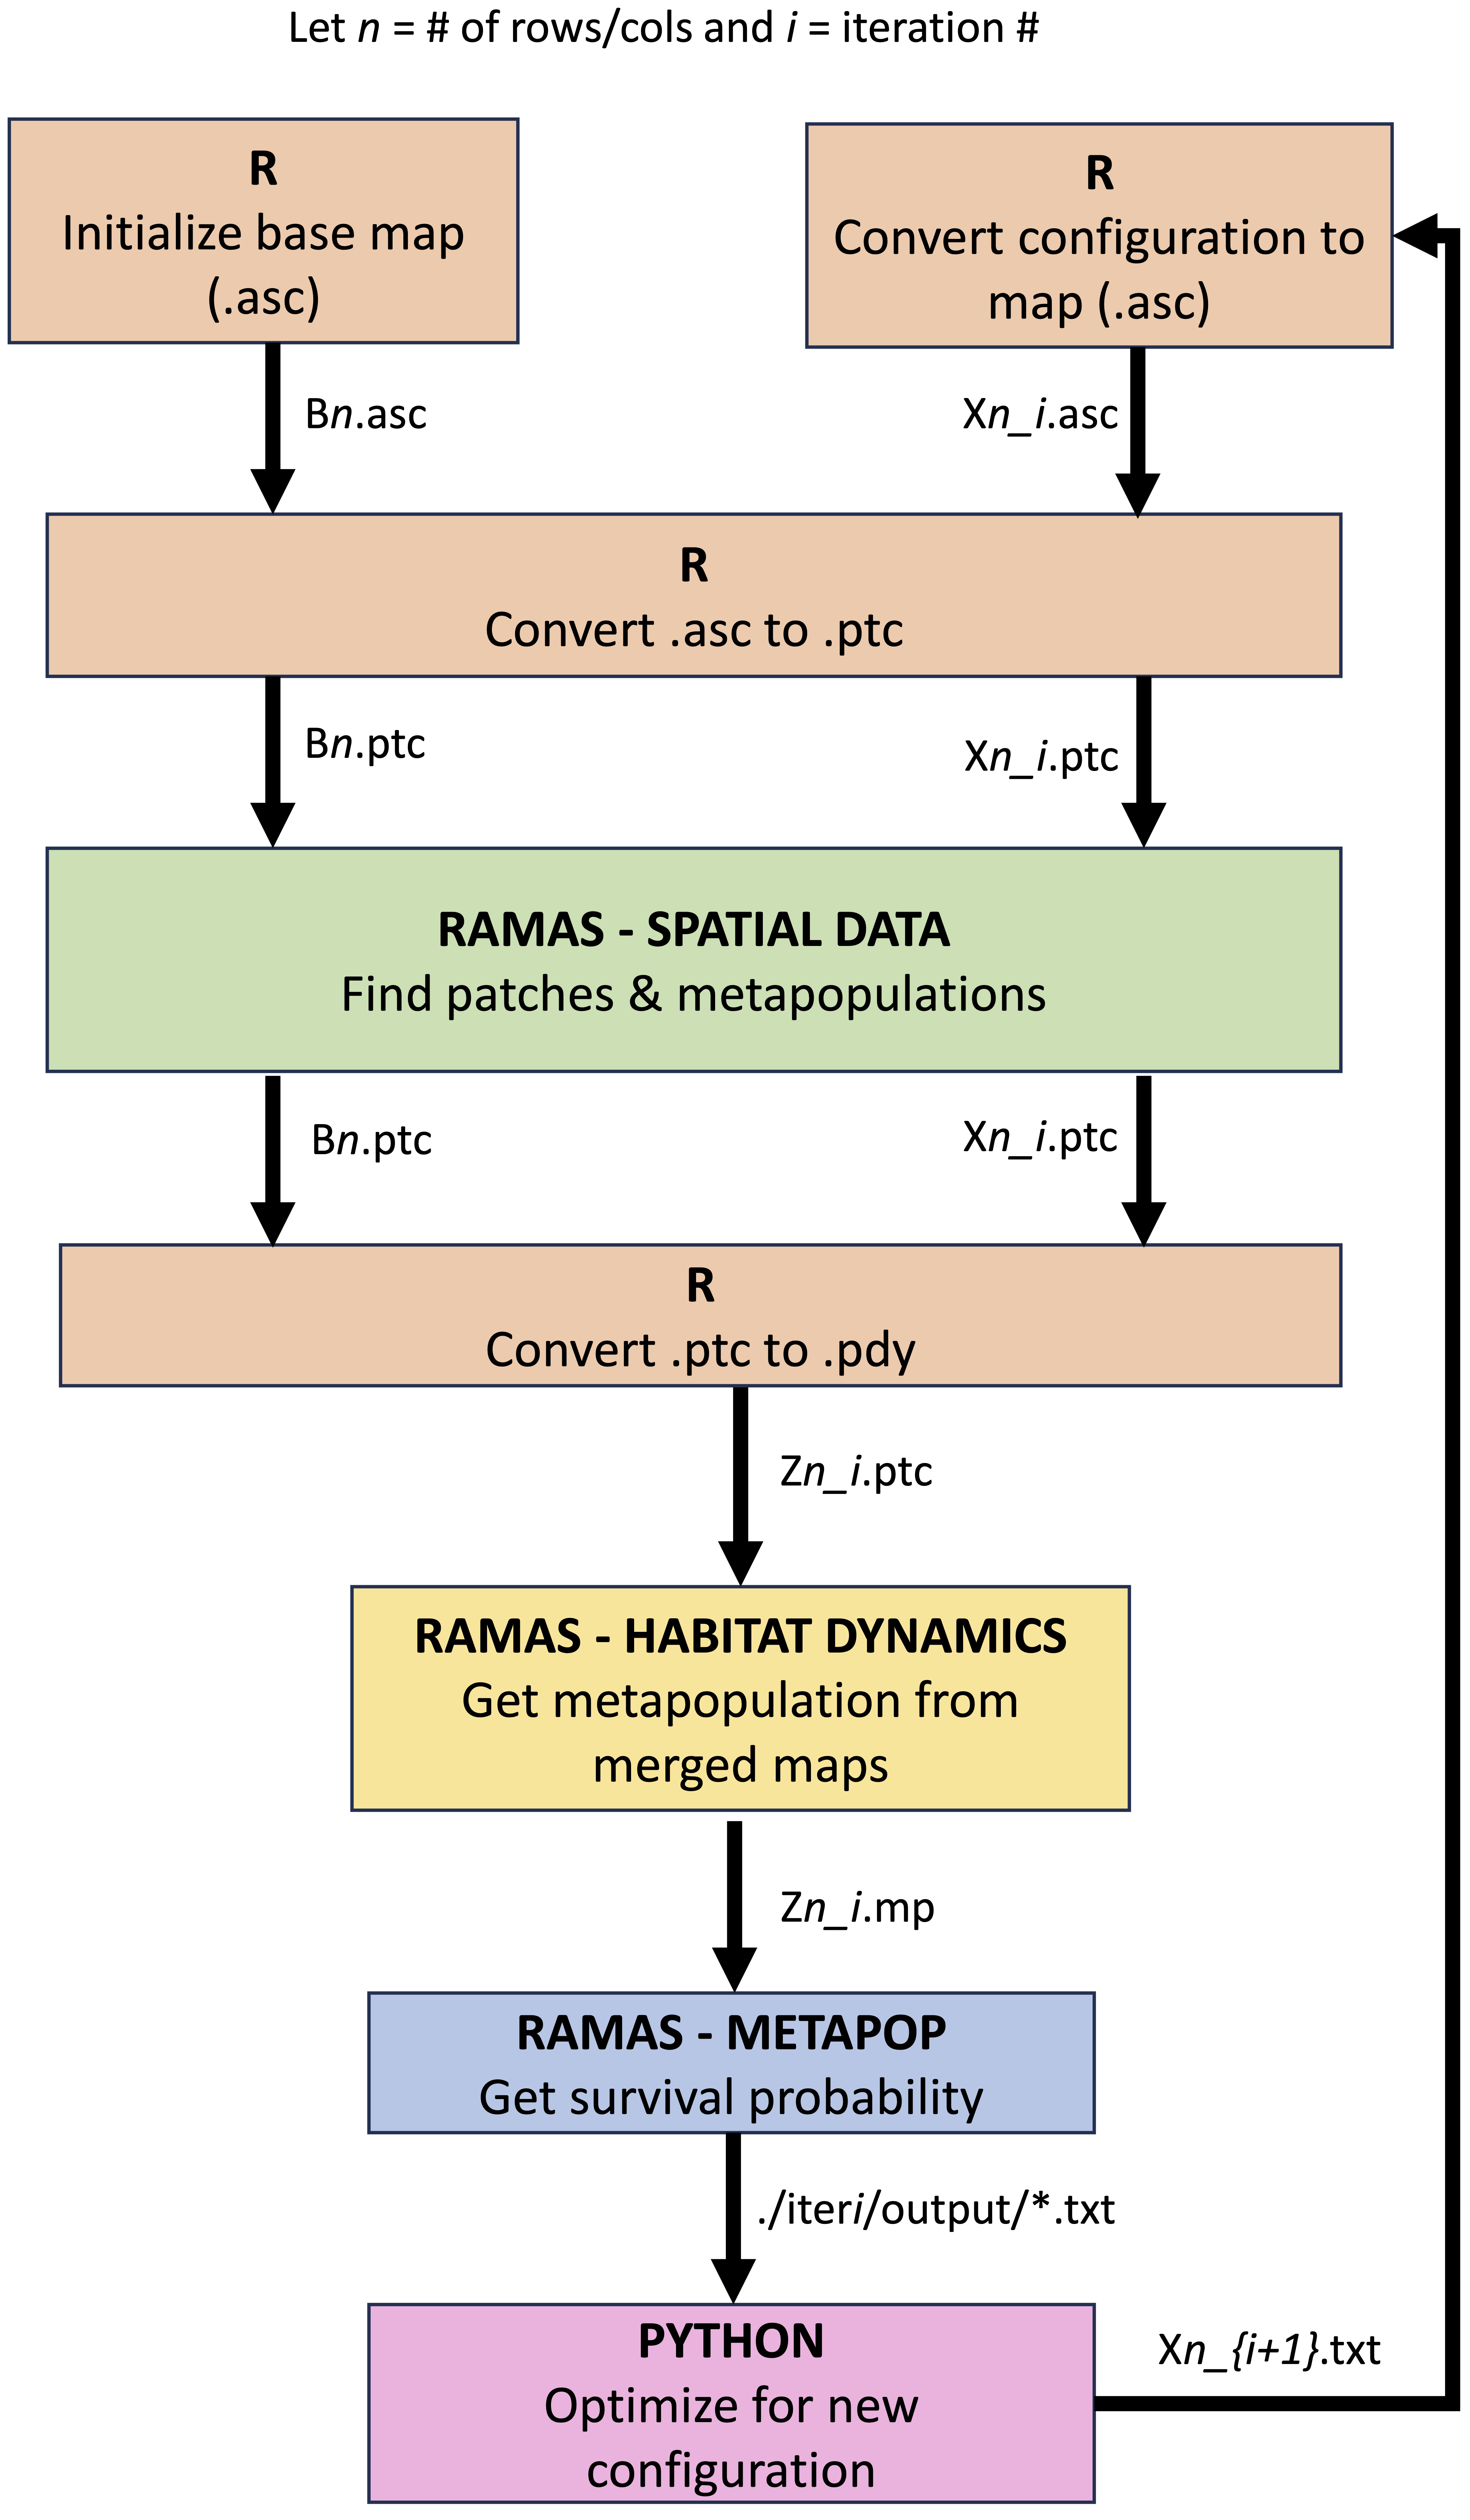 Let n = # of rows/cols and i = iteration #
R
Initialize base map
(.asc)
R
Convert configuration to
map (.asc)
Bn.asc
Xn_i.asc
R
Convert .asc to .ptc
Bn.ptc
Xn_i.ptc
RAMAS - SPATIAL DATA
Find patches & metapopulations
Bn.ptc
Xn_i.ptc
R
Convert .ptc to .pdy
Zn_i.ptc
RAMAS - HABITAT DYNAMICS
Get metapopulation from
merged maps
Zn_i.mp
RAMAS - METAPOP
Get survival probability
./iteri/output/*.txt
PYTHON
Optimize for new
configuration
Xn_{i+1}.txt